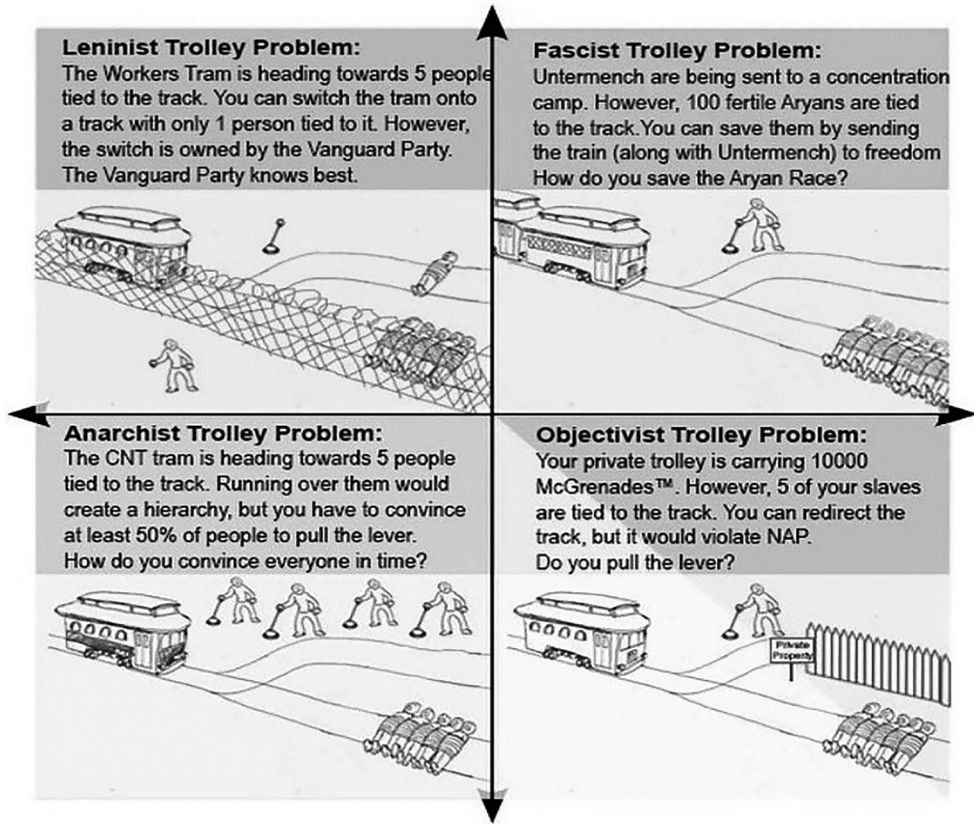 Leninist Trolley Problem:
The Workers Tram is heading towards 5 people
tied to the track. You can switch the tram onto
a track with only 1 person tied to it. However,
the switch is owned by the Vanguard Party.
The Vanguard Party knows best.
Fascist Trolley Problem:
Untermench are being sent to a concentration
camp. However, 100 fertile Aryans are tied
to the track.You can save them by sending
the train (along with Untermench) to freedom
How do you save the Aryan Race?
Anarchist Trolley Problem:
The CNT tram is heading towards 5 people
tied to the track. Running over them would
create a hierarchy, but you have to convince
at least 50% of people to pull the lever.
How do you convince everyone in time?
Objectivist Trolley Problem:
Your private trolley is carrying 10000
McGrenades™. However, 5 of your slaves
are tied to the track. You can redirect the
track, but it would violate NAP.
Do you pull the lever?
Private
Property